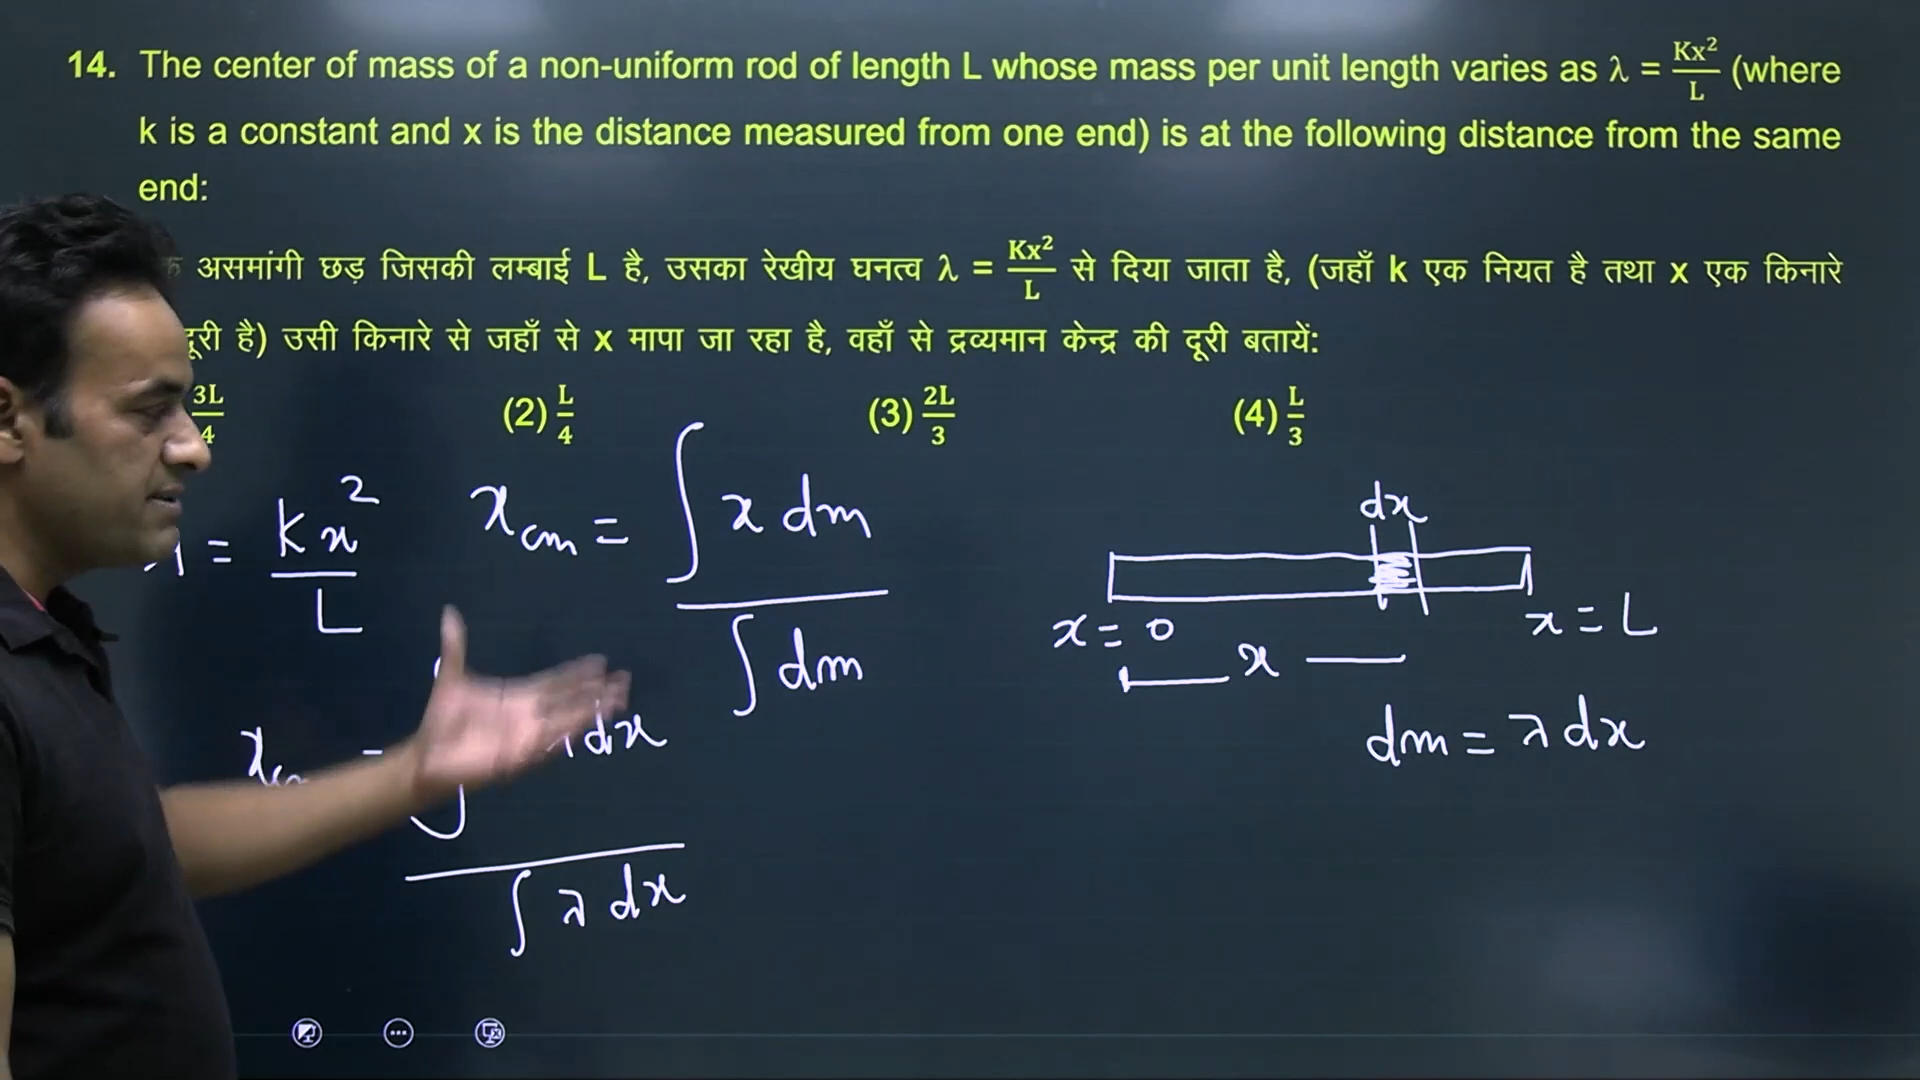 14. The center of mass of a non-uniform rod of length L whose mass per unit length varies as λ = Kx²/L (where
k is a constant and x is the distance measured from one end) is at the following distance from the same
end:
असमांगी छड़ जिसकी लम्बाई L है, उसका रेखीय घनत्व λ = Kx²/L से दिया जाता है, (जहाँ k एक नियत है तथा x एक किनारे
दूरी है) उसी किनारे से जहाँ से x मापा जा रहा है, वहाँ से द्रव्यमान केन्द्र की दूरी बतायें:
3L/4 (2) L/4 (3) 2L/3 (4) L/3
= Kx²/L
x_cm = ∫ x dm / ∫ dm
dx
x = 0
x = L
x
dm = λ dx
dx
∫ λ dx